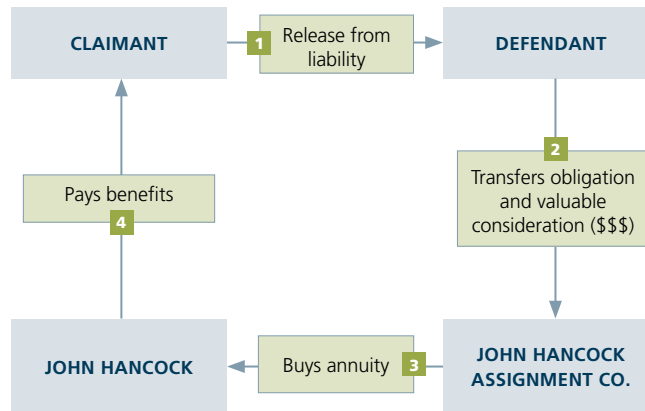 CLAIMANT
1
Release from
liability
DEFENDANT
2
Transfers obligation
and valuable
consideration ($$$)
JOHN HANCOCK
ASSIGNMENT CO.
3
Buys annuity
JOHN HANCOCK
4
Pays benefits